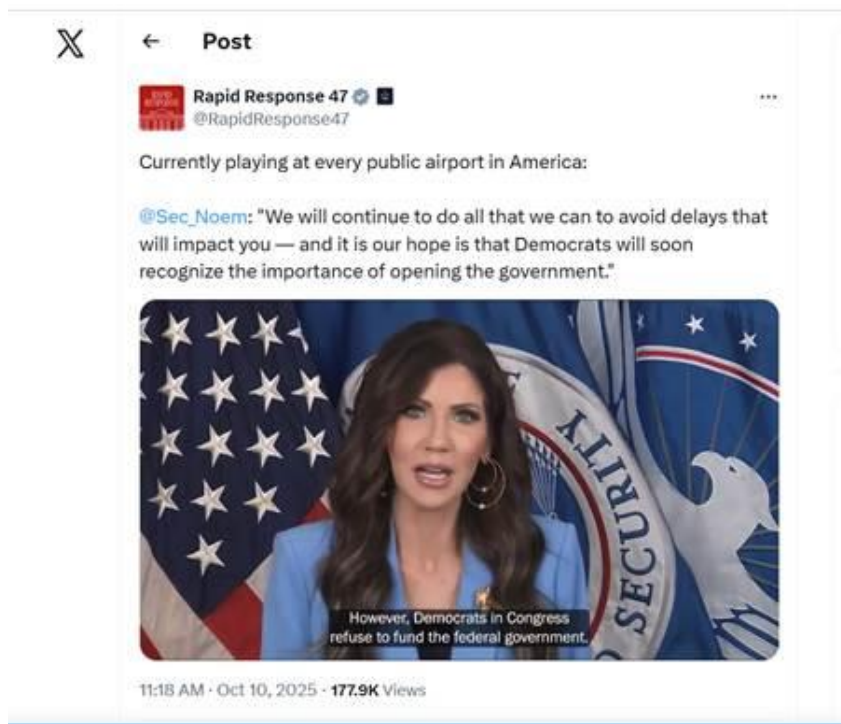 Post
Rapid Response 47
@RapidResponse47
Currently playing at every public airport in America:
@Sec_Noem: "We will continue to do all that we can to avoid delays that
will impact you — and it is our hope is that Democrats will soon
recognize the importance of opening the government."
SECURITY
However, Democrats in Congress
refuse to fund the federal government.
11:18 AM · Oct 10, 2025 · 177.9K Views